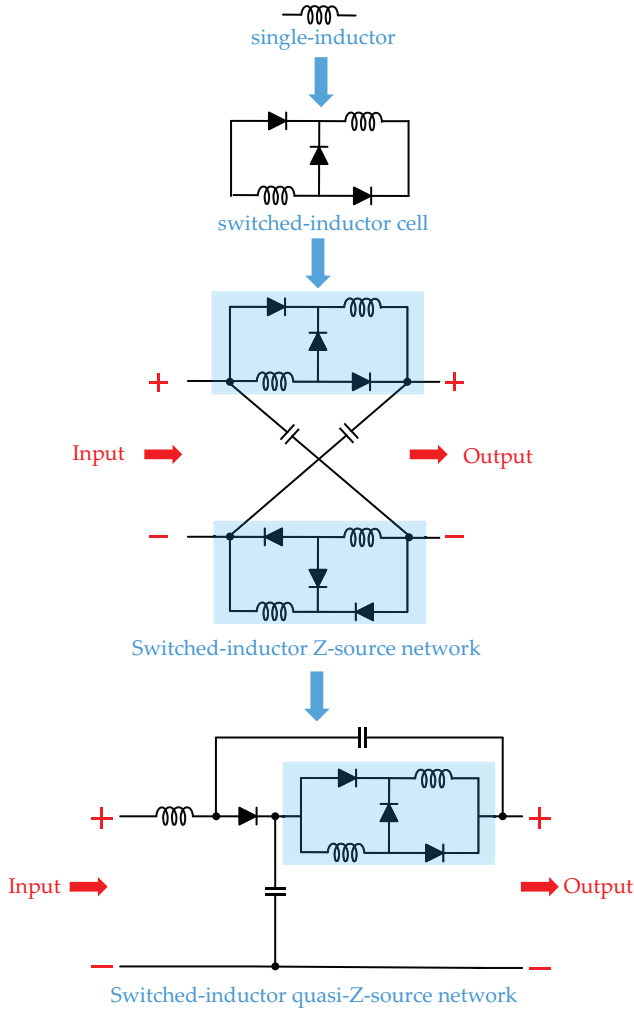 single-inductor
switched-inductor cell
+ +
Input Output
− −
Switched-inductor Z-source network
+ +
Input Output
− −
Switched-inductor quasi-Z-source network